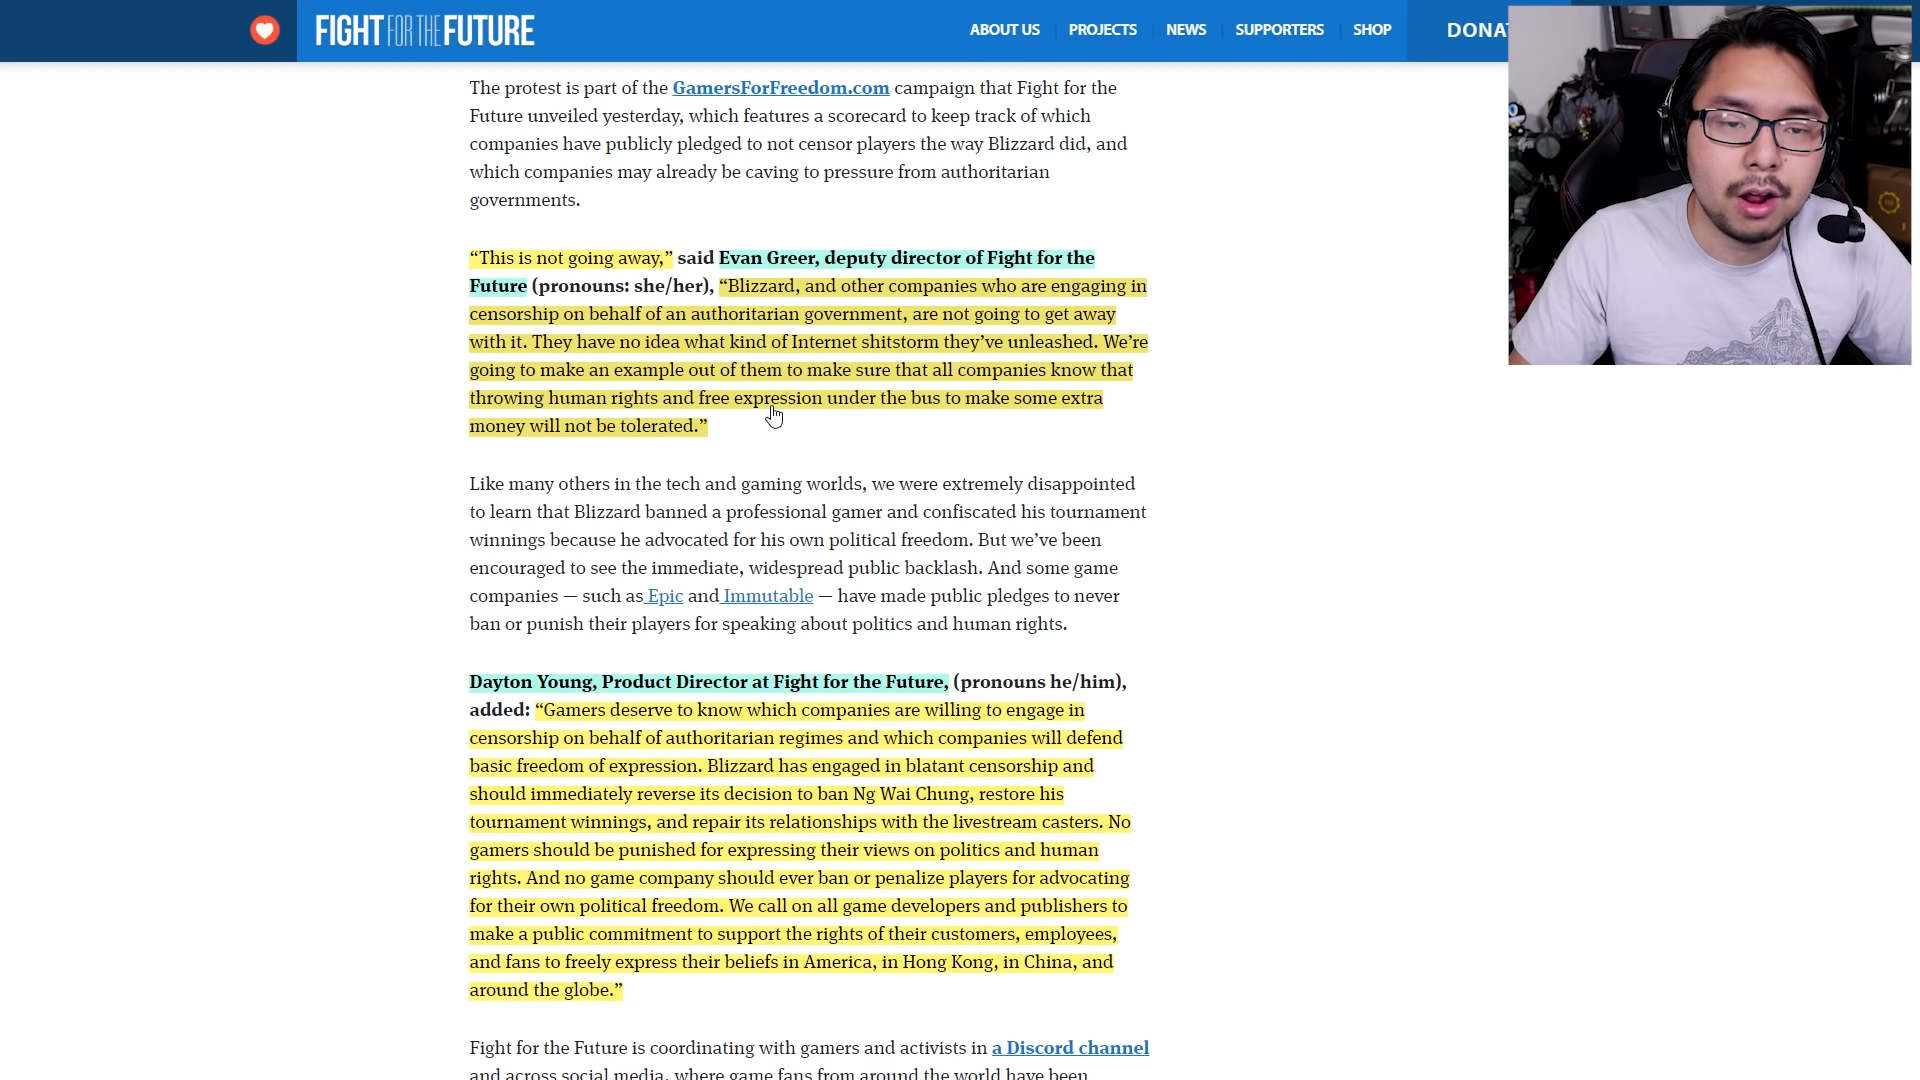 FIGHT FOR THE FUTURE
ABOUT US
PROJECTS
NEWS
SUPPORTERS
SHOP
DONA
The protest is part of the GamersForFreedom.com campaign that Fight for the
Future unveiled yesterday, which features a scorecard to keep track of which
companies have publicly pledged to not censor players the way Blizzard did, and
which companies may already be caving to pressure from authoritarian
governments.
“This is not going away,” said Evan Greer, deputy director of Fight for the
Future (pronouns: she/her), “Blizzard, and other companies who are engaging in
censorship on behalf of an authoritarian government, are not going to get away
with it. They have no idea what kind of Internet shitstorm they’ve unleashed. We’re
going to make an example out of them to make sure that all companies know that
throwing human rights and free expression under the bus to make some extra
money will not be tolerated.”
Like many others in the tech and gaming worlds, we were extremely disappointed
to learn that Blizzard banned a professional gamer and confiscated his tournament
winnings because he advocated for his own political freedom. But we’ve been
encouraged to see the immediate, widespread public backlash. And some game
companies — such as Epic and Immutable — have made public pledges to never
ban or punish their players for speaking about politics and human rights.
Dayton Young, Product Director at Fight for the Future, (pronouns he/him),
added: “Gamers deserve to know which companies are willing to engage in
censorship on behalf of authoritarian regimes and which companies will defend
basic freedom of expression. Blizzard has engaged in blatant censorship and
should immediately reverse its decision to ban Ng Wai Chung, restore his
tournament winnings, and repair its relationships with the livestream casters. No
gamers should be punished for expressing their views on politics and human
rights. And no game company should ever ban or penalize players for advocating
for their own political freedom. We call on all game developers and publishers to
make a public commitment to support the rights of their customers, employees,
and fans to freely express their beliefs in America, in Hong Kong, in China, and
around the globe.”
Fight for the Future is coordinating with gamers and activists in a Discord channel
and across social media, where game fans from around the world have been